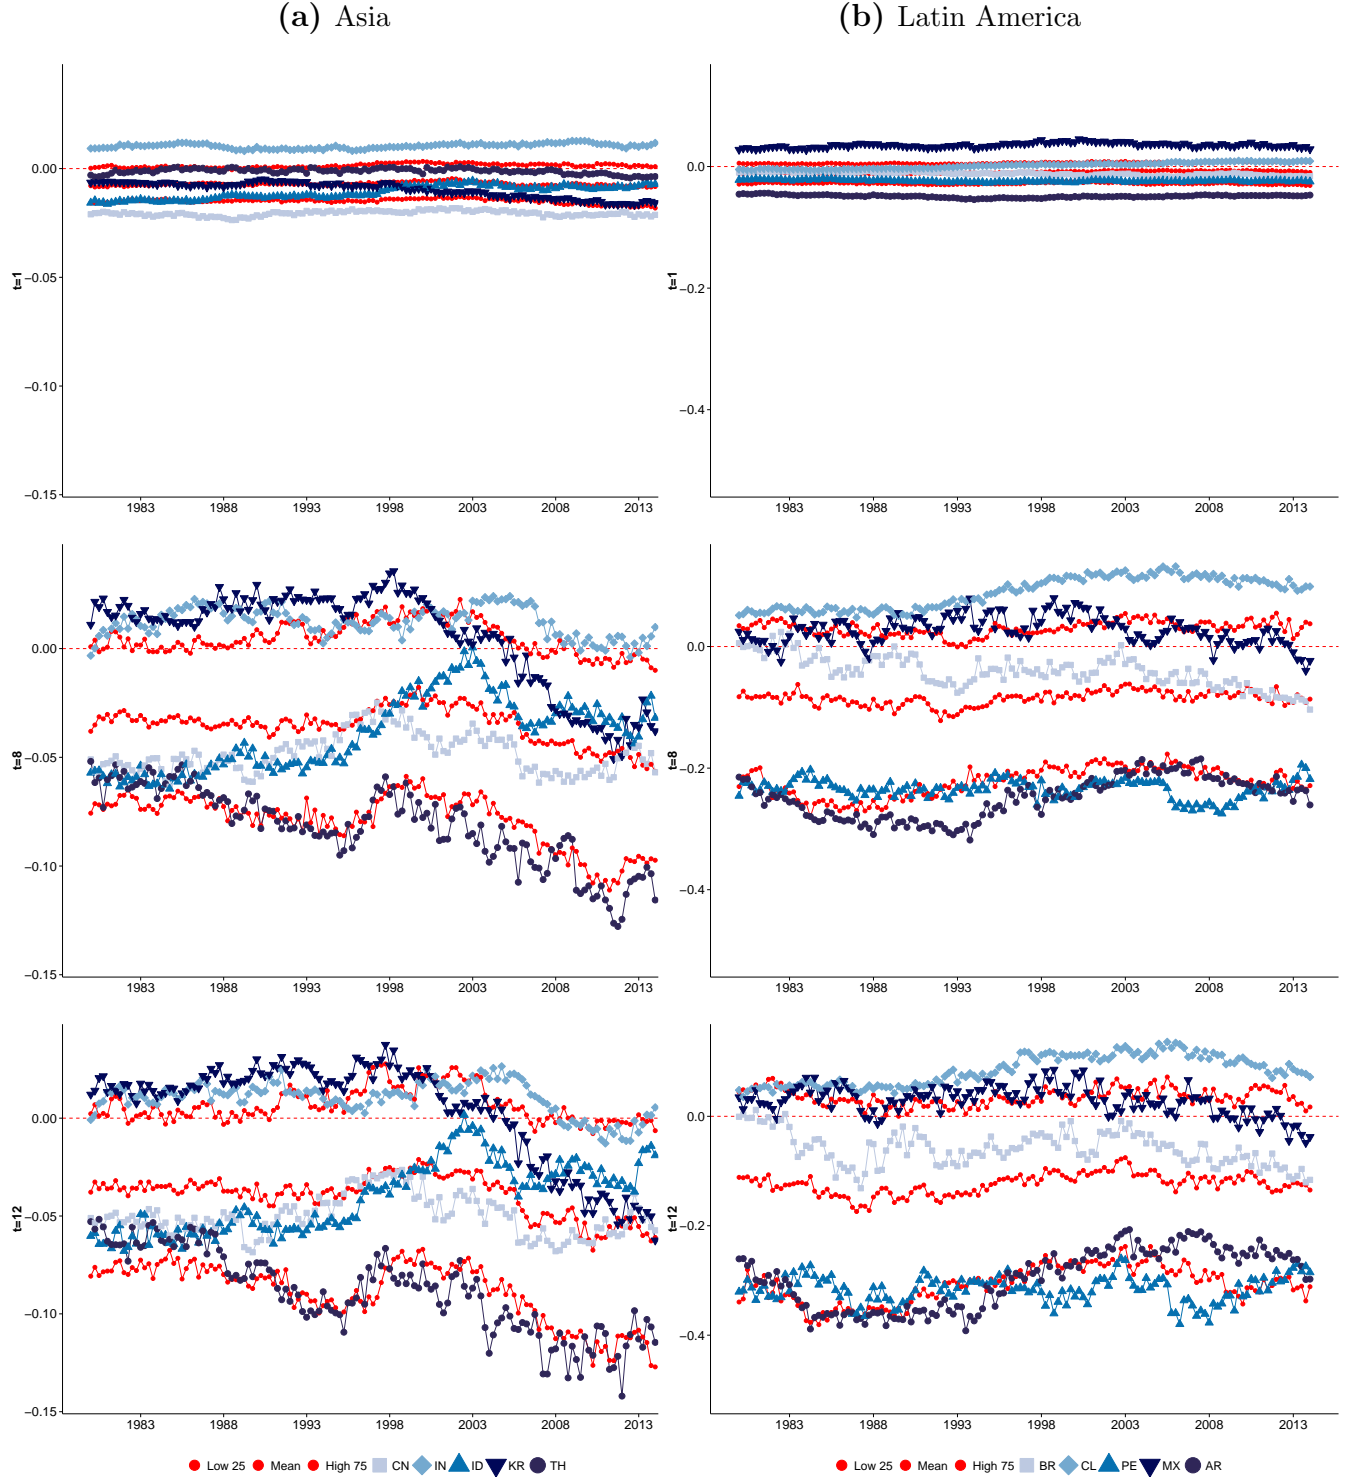 (a) Asia
(b) Latin America
0.00
−0.05
−0.10
−0.15
t=1
1983 1988 1993 1998 2003 2008 2013
0.0
−0.2
−0.4
t=1
1983 1988 1993 1998 2003 2008 2013
0.00
−0.05
−0.10
−0.15
t=8
1983 1988 1993 1998 2003 2008 2013
0.0
−0.2
−0.4
t=8
1983 1988 1993 1998 2003 2008 2013
0.00
−0.05
−0.10
−0.15
t=12
1983 1988 1993 1998 2003 2008 2013
0.0
−0.2
−0.4
t=12
1983 1988 1993 1998 2003 2008 2013
Low 25 Mean High 75 CN IN ID KR TH
Low 25 Mean High 75 BR CL PE MX AR